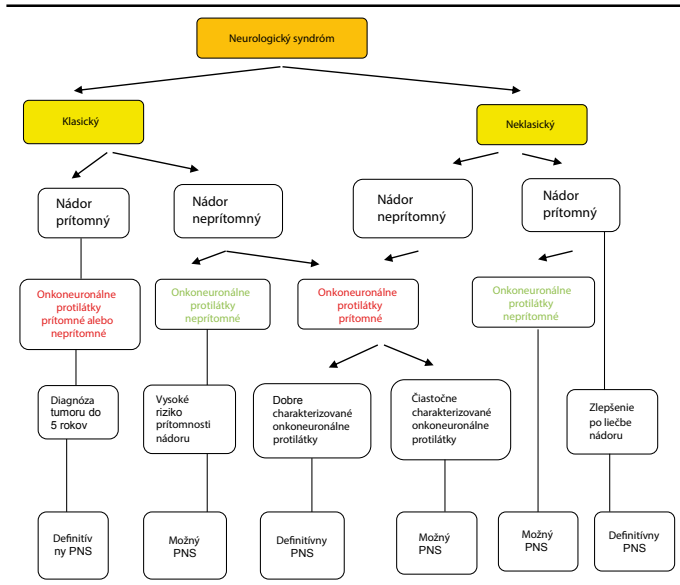 Neurologický syndróm
Klasický
Neklasický
Nádor
prítomný
Nádor
neprítomný
Nádor
neprítomný
Nádor
prítomný
Onkoneuronálne
protilátky
prítomné alebo
neprítomné
Onkoneuronálne
protilátky
neprítomné
Onkoneuronálne
protilátky
prítomné
Onkoneuronálne
protilátky
neprítomné
Diagnóza
tumoru do
5 rokov
Vysoké
riziko
prítomnosti
nádoru
Dobre
charakterizované
onkoneuronálne
protilátky
Čiastočne
charakterizované
onkoneuronálne
protilátky
Zlepšenie
po liečbe
nádoru
Definitív
ny PNS
Možný
PNS
Definitívny
PNS
Možný
PNS
Možný
PNS
Definitívny
PNS